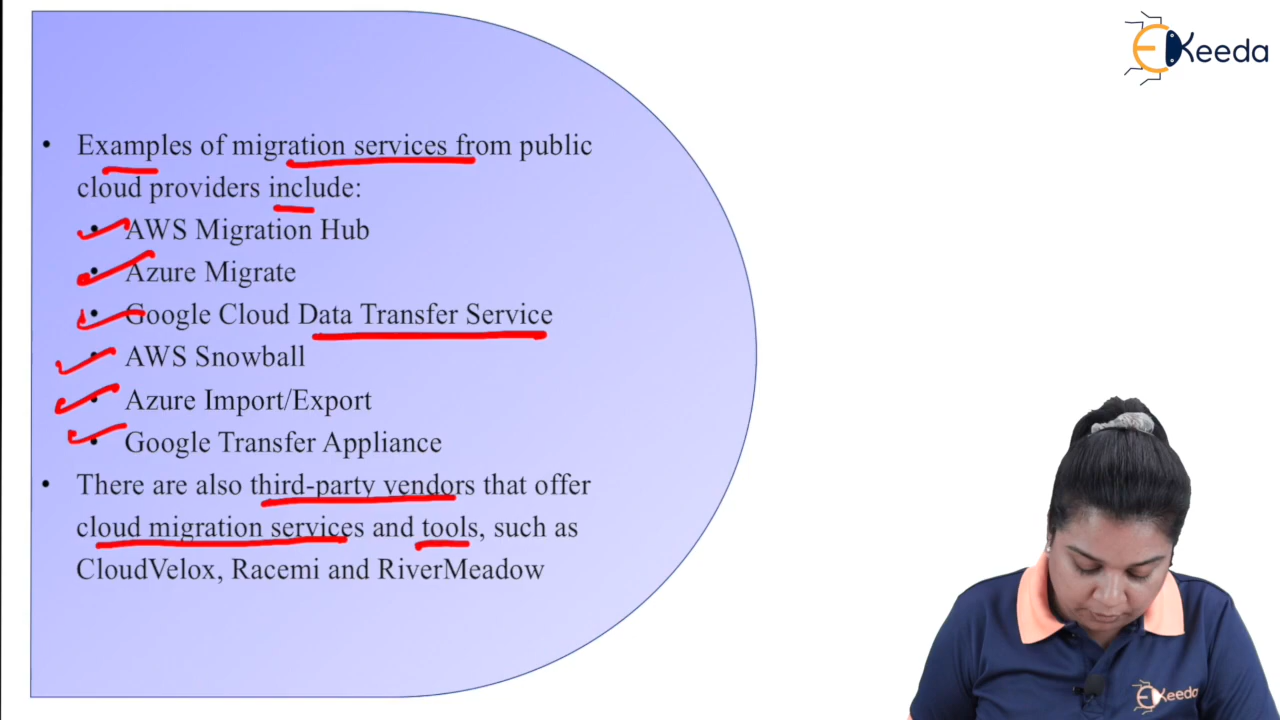 EKeeda
• Examples of migration services from public
cloud providers include:
• AWS Migration Hub
• Azure Migrate
• Google Cloud Data Transfer Service
• AWS Snowball
• Azure Import/Export
• Google Transfer Appliance
• There are also third-party vendors that offer
cloud migration services and tools, such as
CloudVelox, Racemi and RiverMeadow
EKeeda